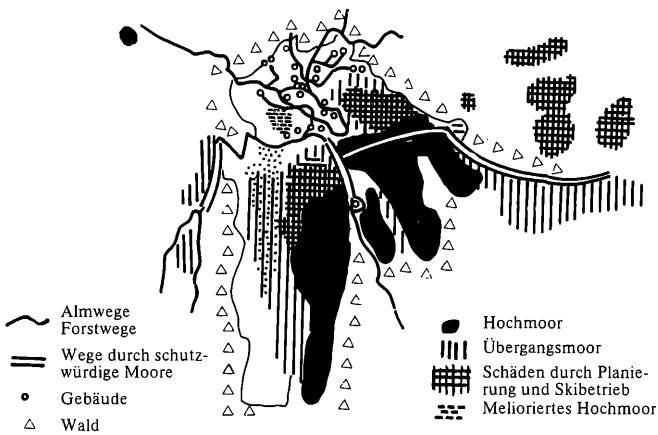 Almwege
Forstwege
Wege durch schutz-
würdige Moore
Gebäude
Wald
Hochmoor
Übergangsmoor
Schäden durch Planie-
rung und Skibetrieb
Melioriertes Hochmoor